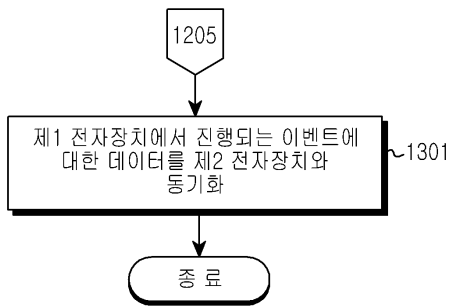 1205
제1 전자장치에서 진행되는 이벤트에
대한 데이터를 제2 전자장치와
동기화
1301
종료